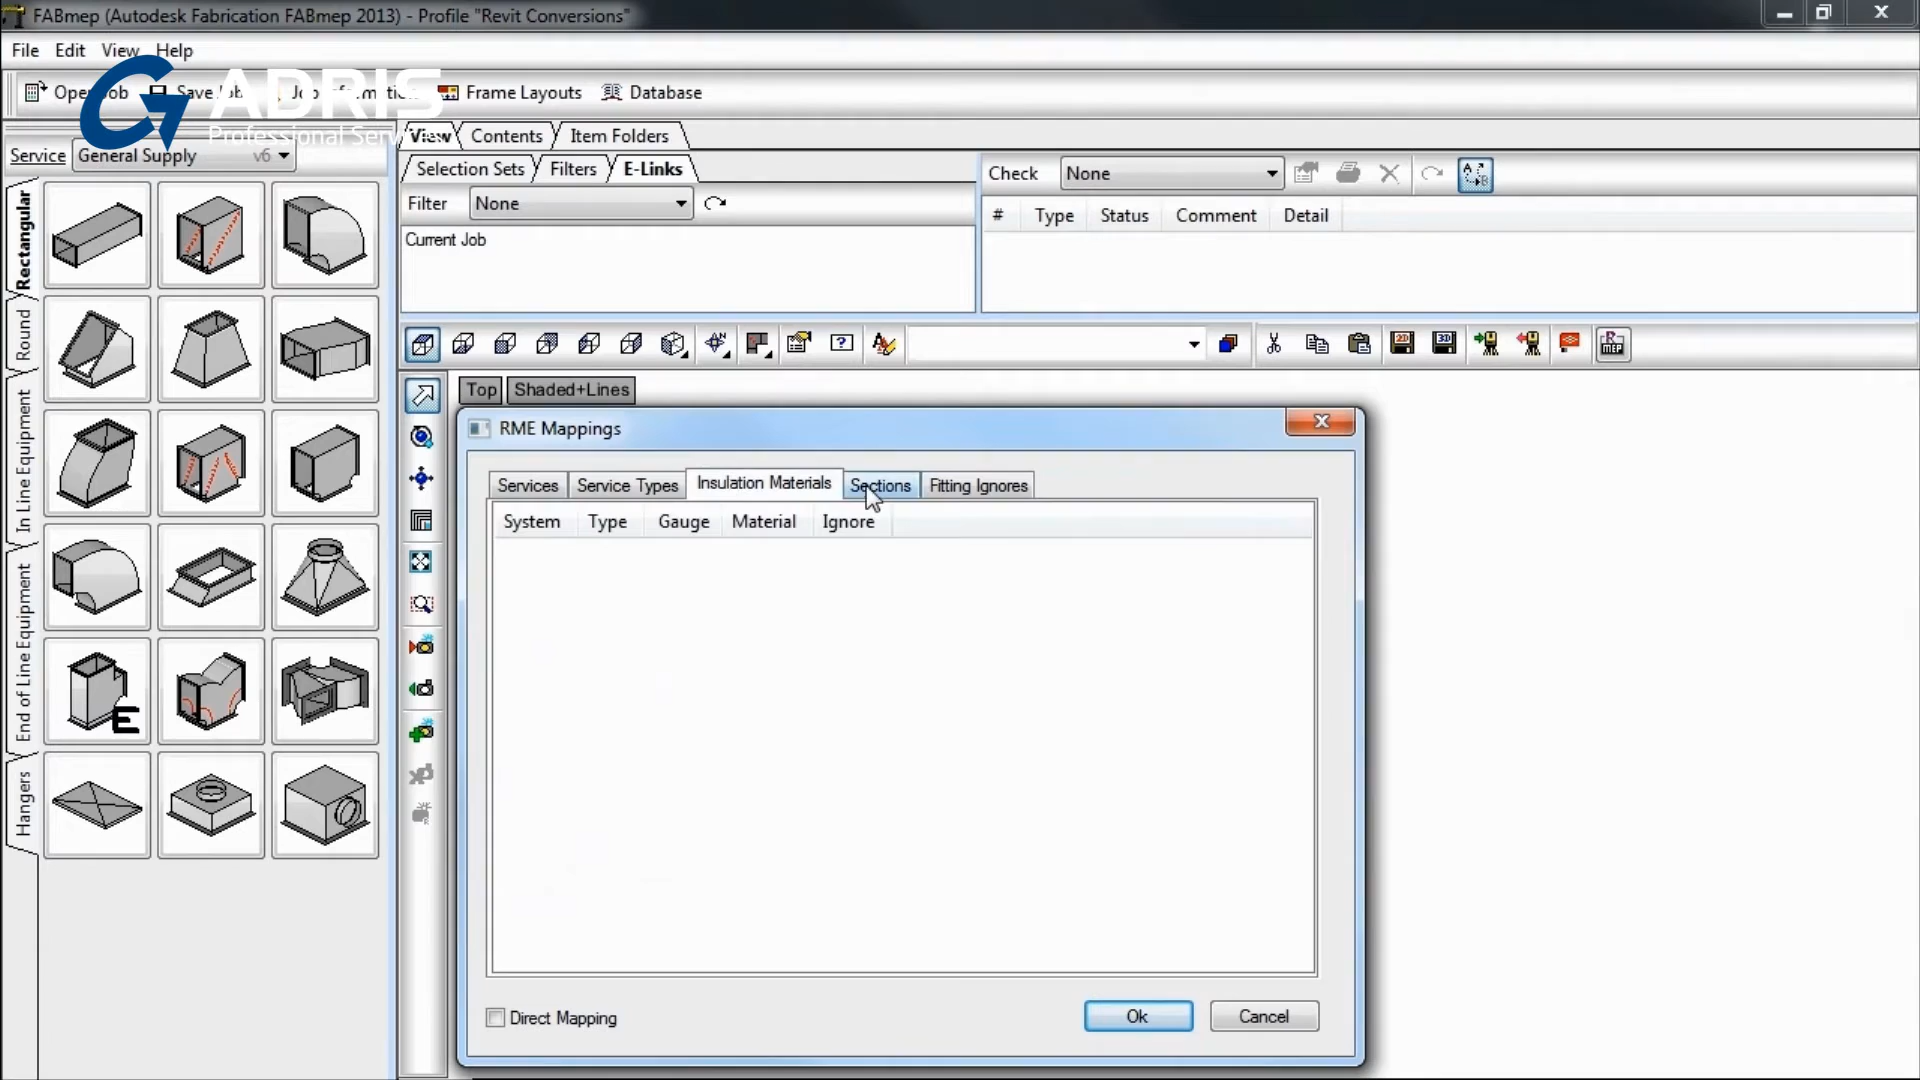 FABmep (Autodesk Fabrication FABmep 2013) - Profile "Revit Conversions"
File Edit View Help
Frame Layouts Database
ADRIS
Professional
View Contents Item Folders
Service General Supply v6
Selection Sets Filters E-Links
Check None
Filter None
# Type Status Comment Detail
Current Job
Rectangular
Round
In Line Equipment
End of Line Equipment
Hangers
E
Top Shaded+Lines
RME Mappings
Services Service Types Insulation Materials Sections Fitting Ignores
System Type Gauge Material Ignore
Direct Mapping Ok Cancel